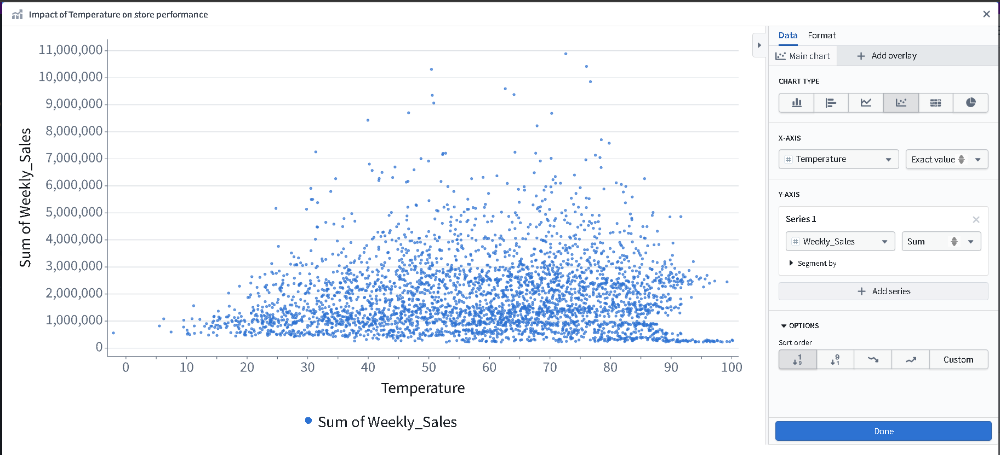 Impact of Temperature on store performance
11,000,000
10,000,000
9,000,000
8,000,000
7,000,000
6,000,000
5,000,000
4,000,000
3,000,000
2,000,000
1,000,000
0
Sum of Weekly_Sales
0 10 20 30 40 50 60 70 80 90 100
Temperature
Sum of Weekly_Sales
Data Format
Main chart Add overlay
CHART TYPE
X-AXIS
# Temperature Exact value
Y-AXIS
Series 1
# Weekly_Sales Sum
Segment by
Add series
OPTIONS
Sort order
1 9 9 1 Custom
Done